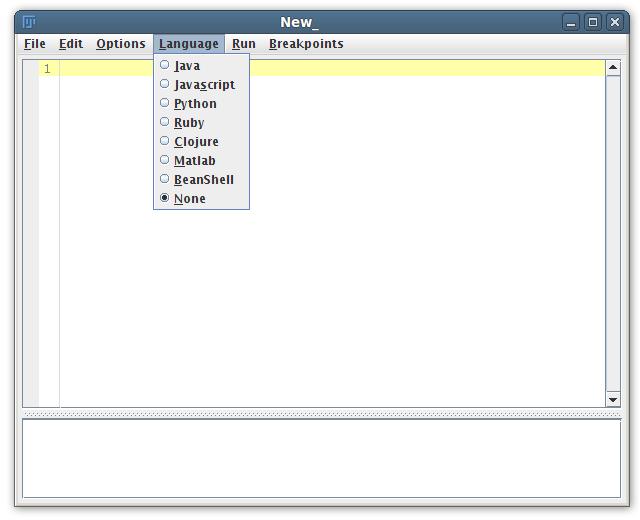 New_
File Edit Options Language Run Breakpoints
1
Java
Javascript
Python
Ruby
Clojure
Matlab
BeanShell
None